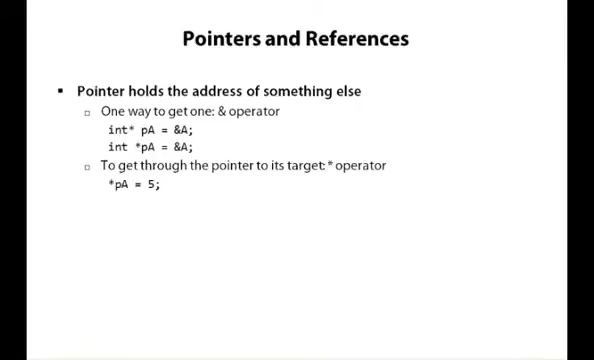 Pointers and References
▪ Pointer holds the address of something else
▫ One way to get one: & operator
int* pA = &A;
int *pA = &A;
▫ To get through the pointer to its target: * operator
*pA = 5;